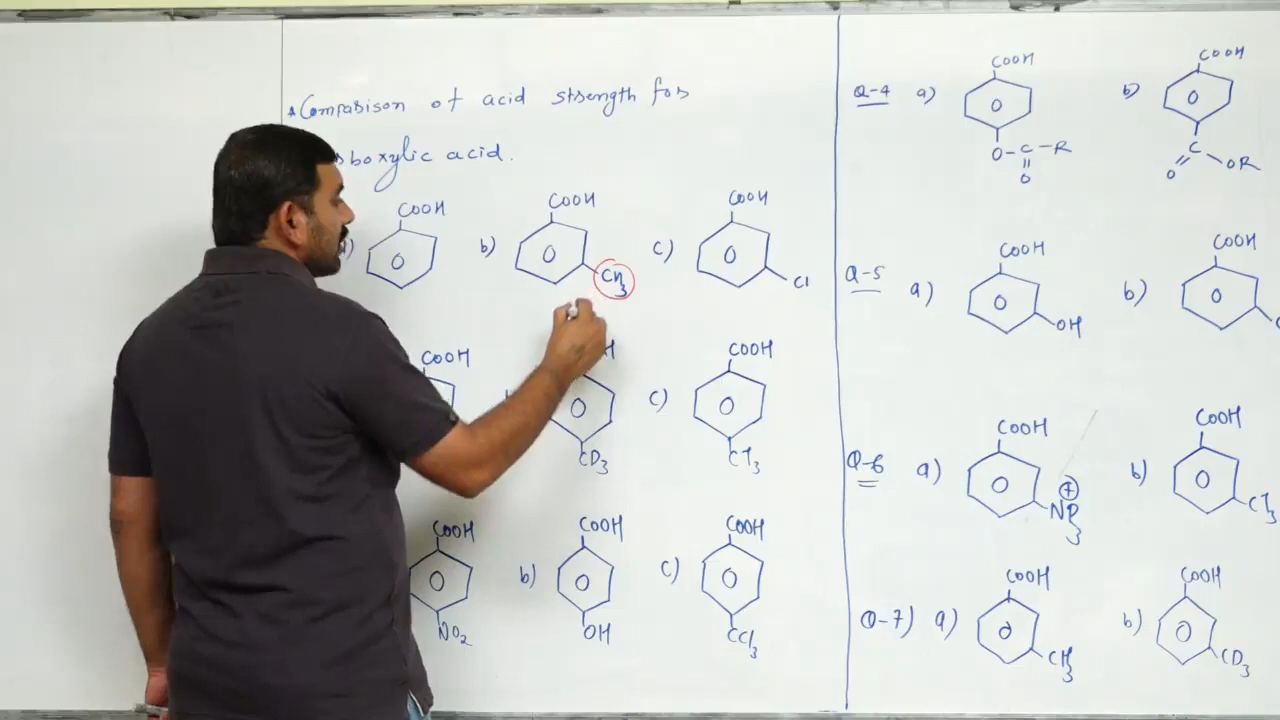 Comparison of acid strength for
boxylic acid.
COOH b) COOH CH3 c) COOH Cl
COOH COOH CD3 c) COOH CT3
COOH NO2 b) COOH OH c) COOH CCl3
Q-4 a) COOH O-C-R O b) COOH C O OR
Q-5 a) COOH OH b) COOH
Q-6 a) COOH NR3 + b) COOH CT3
Q-7) a) COOH CH3 b) COOH CD3